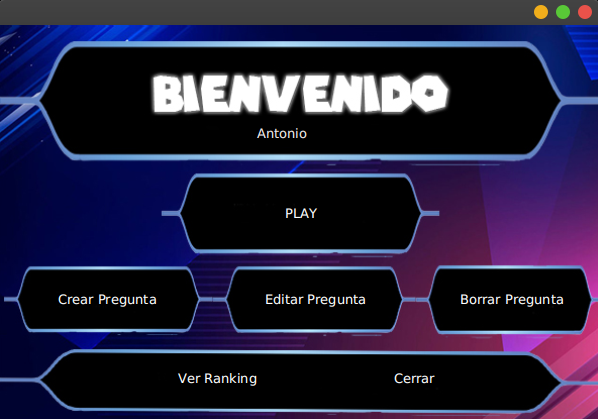 BIENVENIDO
Antonio
PLAY
Crear Pregunta Editar Pregunta Borrar Pregunta
Ver Ranking Cerrar